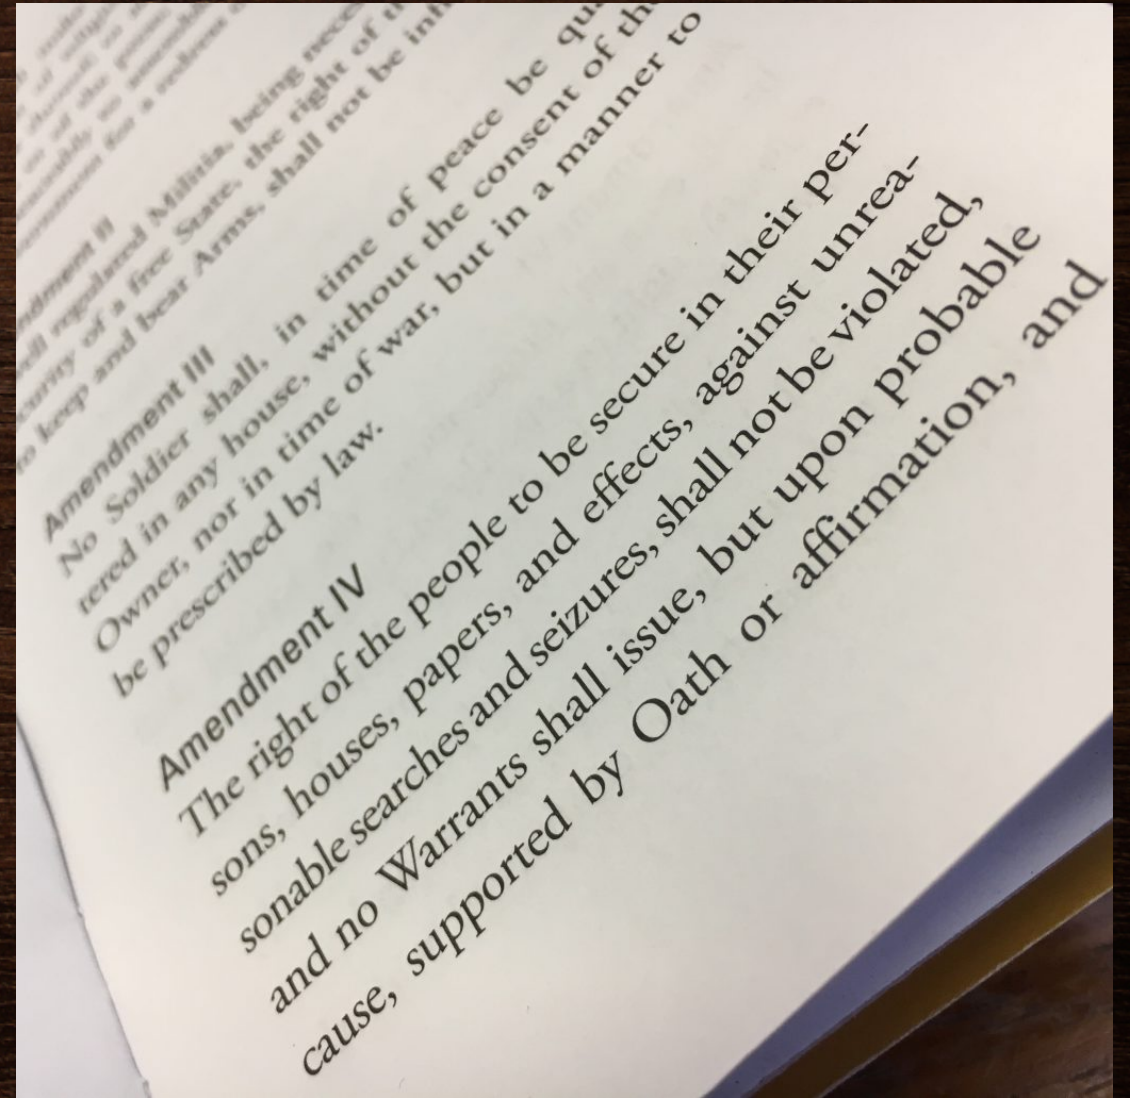 Amendment II
well regulated Militia, being nece
curity of a free State, the right of t
to keep and bear Arms, shall not be inf
Amendment III
No Soldier shall, in time of peace be qua
tered in any house, without the consent of the
Owner, nor in time of war, but in a manner to
be prescribed by law.
Amendment IV
The right of the people to be secure in their per-
sons, houses, papers, and effects, against unrea-
sonable searches and seizures, shall not be violated,
and no Warrants shall issue, but upon probable
cause, supported by Oath or affirmation, and